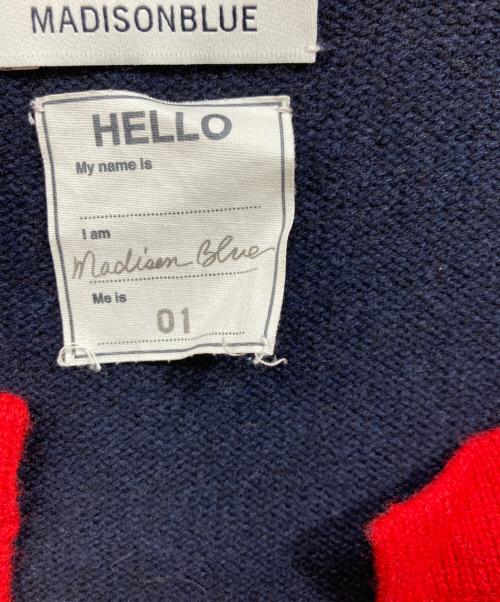 MADISONBLUE
HELLO
My name is
I am
Madison Blue
Me is
01